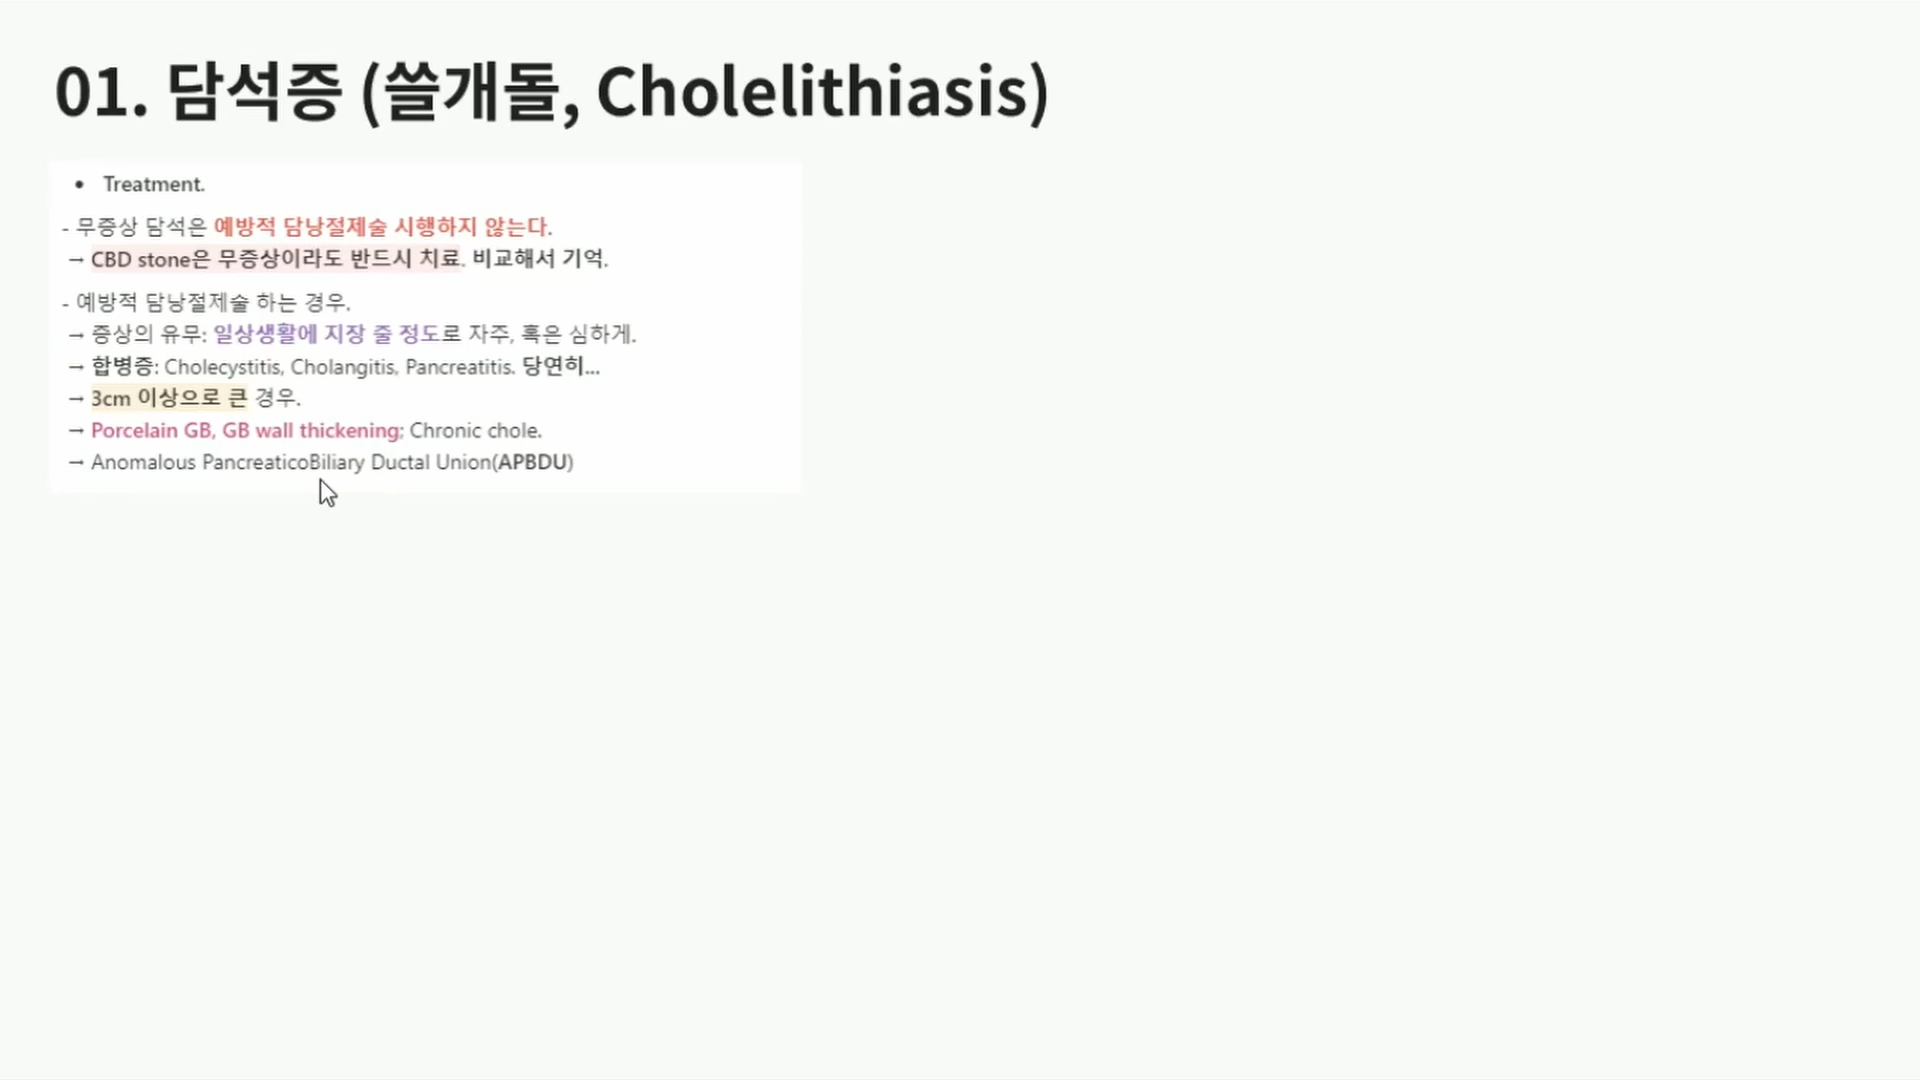 01. 담석증 (쓸개돌, Cholelithiasis)
• Treatment.
- 무증상 담석은 예방적 담낭절제술 시행하지 않는다.
→ CBD stone은 무증상이라도 반드시 치료. 비교해서 기억.
- 예방적 담낭절제술 하는 경우.
→ 증상의 유무: 일상생활에 지장 줄 정도로 자주, 혹은 심하게.
→ 합병증: Cholecystitis, Cholangitis, Pancreatitis. 당연히...
→ 3cm 이상으로 큰 경우.
→ Porcelain GB, GB wall thickening; Chronic chole.
→ Anomalous PancreaticoBiliary Ductal Union(APBDU)